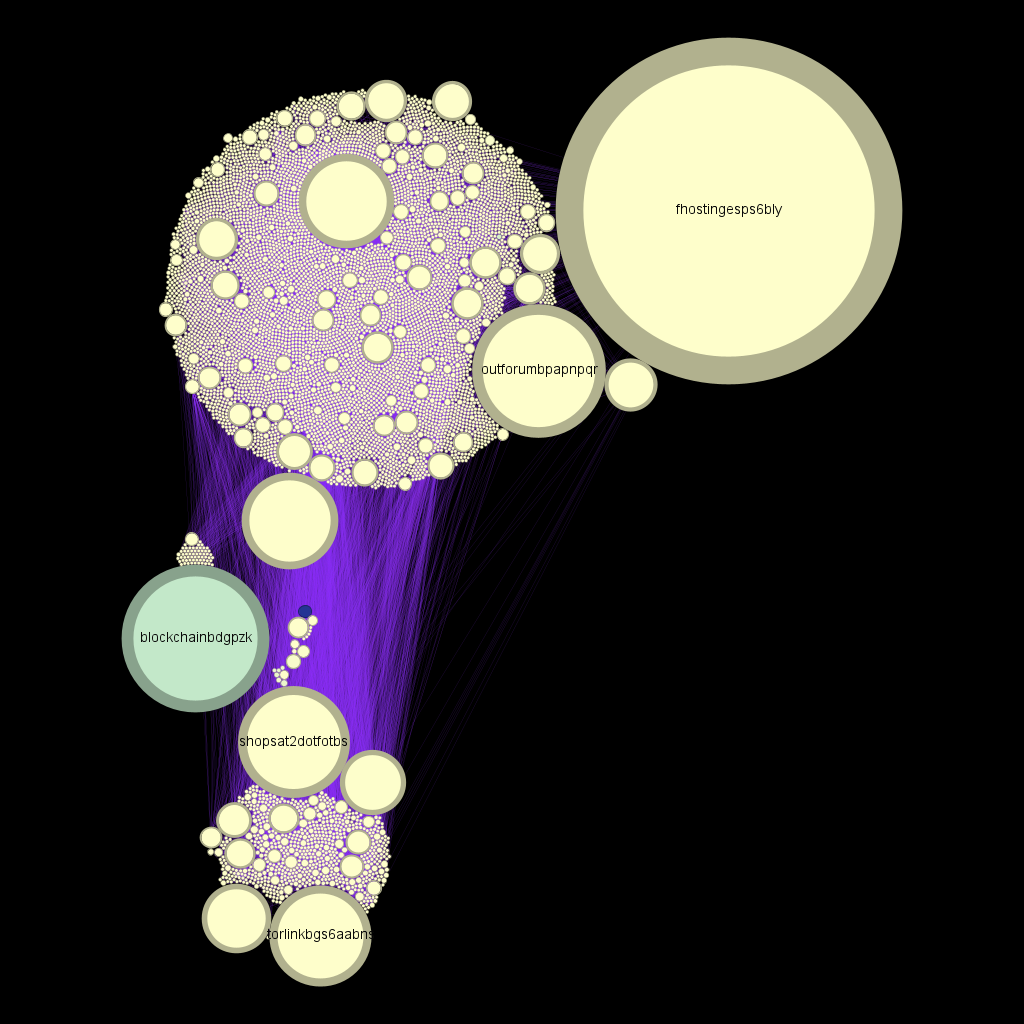 fhostingesps6bly
outforumbpapnpqr
blockchainbdgpzk
shopsat2dotfotbs
torlinkbgs6aabns